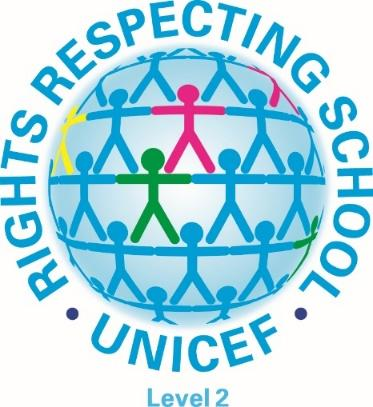 RIGHTS RESPECTING SCHOOL
UNICEF
Level 2